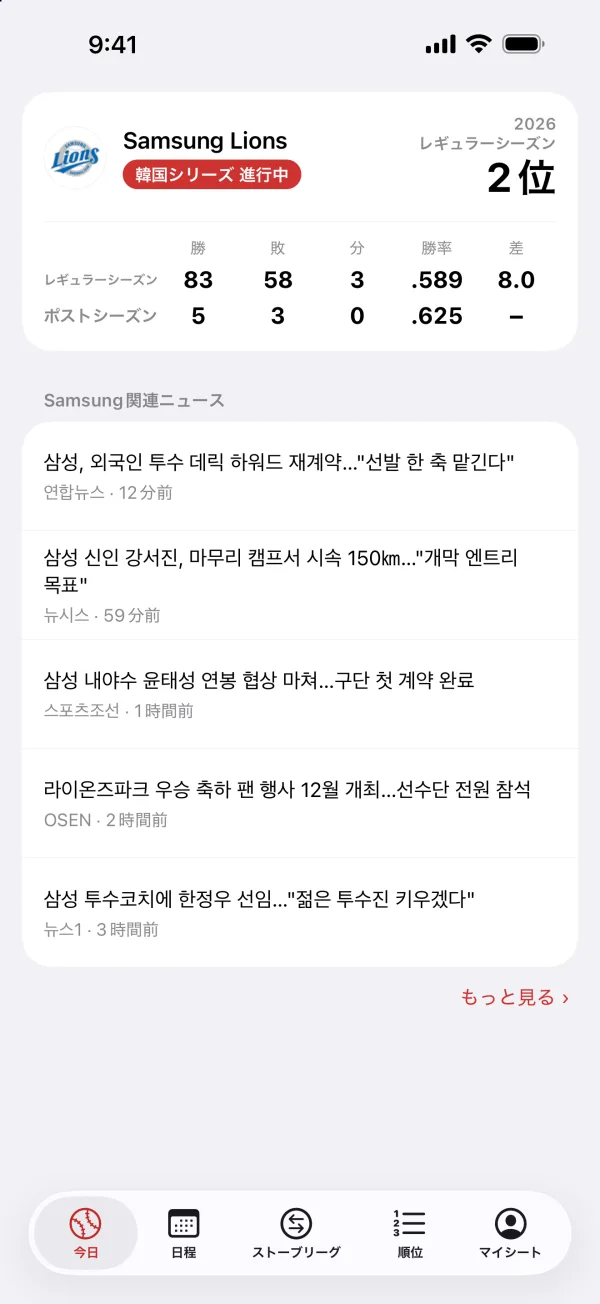 9:41
Lions
Samsung Lions
韓国シリーズ 進行中
2026
レギュラーシーズン
2位
勝 敗 分 勝率 差
レギュラーシーズン 83 58 3 .589 8.0
ポストシーズン 5 3 0 .625 –
Samsung関連ニュース
삼성, 외국인 투수 데릭 하워드 재계약..."선발 한 축 맡긴다"
연합뉴스 · 12分前
삼성 신인 강서진, 마무리 캠프서 시속 150㎞..."개막 엔트리
목표"
뉴시스 · 59分前
삼성 내야수 윤태성 연봉 협상 마쳐...구단 첫 계약 완료
스포츠조선 · 1時間前
라이온즈파크 우승 축하 팬 행사 12월 개최...선수단 전원 참석
OSEN · 2時間前
삼성 투수코치에 한정우 선임..."젊은 투수진 키우겠다"
뉴스1 · 3時間前
もっと見る ›
今日 日程 ストーブリーグ 順位 マイシート